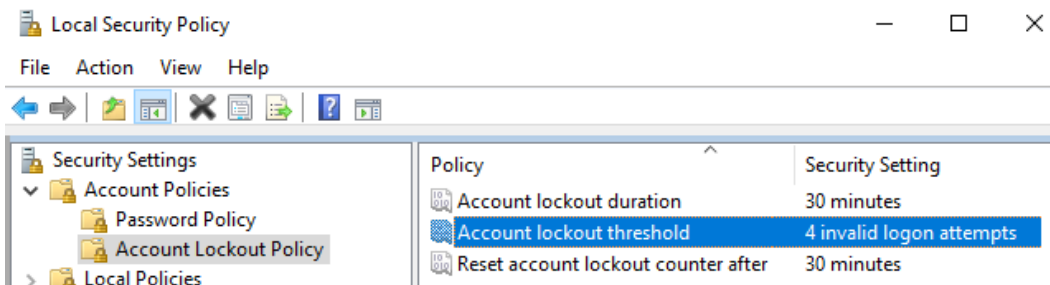 Local Security Policy
File Action View Help
Security Settings
Account Policies
Password Policy
Account Lockout Policy
Local Policies
Policy Security Setting
Account lockout duration 30 minutes
Account lockout threshold 4 invalid logon attempts
Reset account lockout counter after 30 minutes